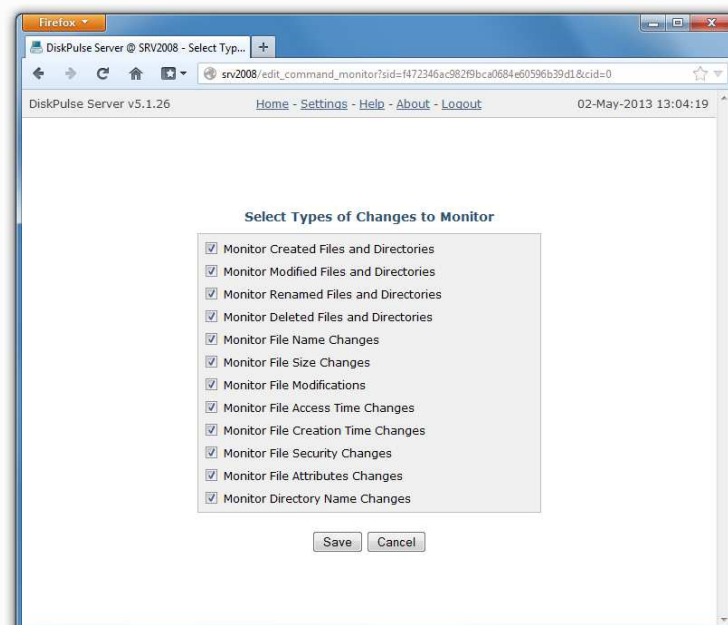 Firefox
DiskPulse Server @ SRV2008 - Select Typ...
srv2008/edit_command_monitor?sid=f472346ac982f9bca0684e60596b39d1&cid=0
DiskPulse Server v5.1.26 Home - Settings - Help - About - Logout 02-May-2013 13:04:19
Select Types of Changes to Monitor
Monitor Created Files and Directories
Monitor Modified Files and Directories
Monitor Renamed Files and Directories
Monitor Deleted Files and Directories
Monitor File Name Changes
Monitor File Size Changes
Monitor File Modifications
Monitor File Access Time Changes
Monitor File Creation Time Changes
Monitor File Security Changes
Monitor File Attributes Changes
Monitor Directory Name Changes
Save Cancel